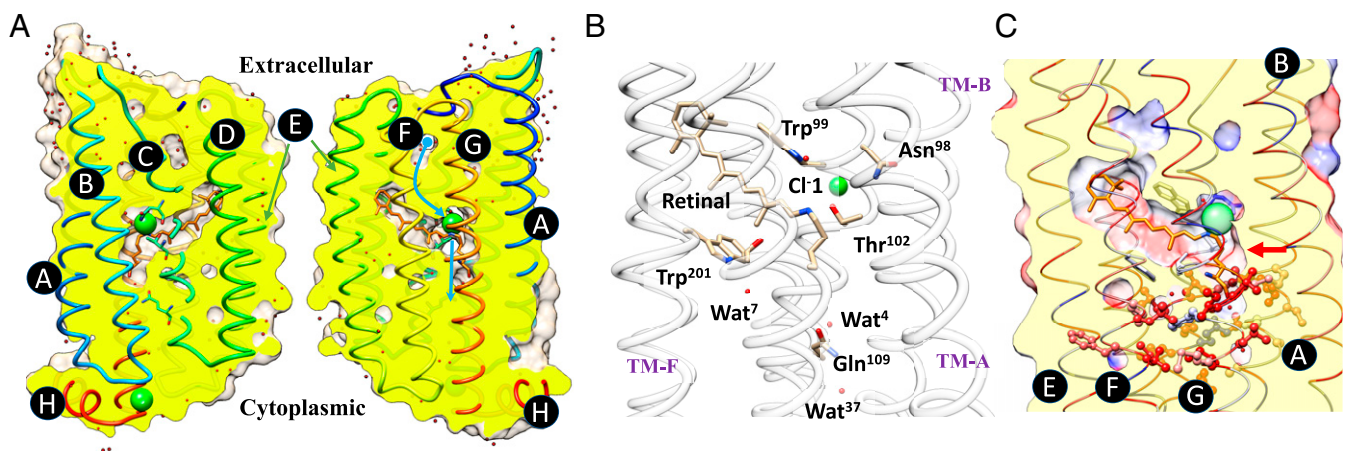 A
Extracellular
B
C
D
E
A
H
F
G
A
H
Cytoplasmic
B
TM-B
Trp99
Asn98
Cl-1
Retinal
Thr102
Trp201
Wat7
Wat4
Gln109
TM-F
TM-A
Wat37
C
B
A
E
F
G